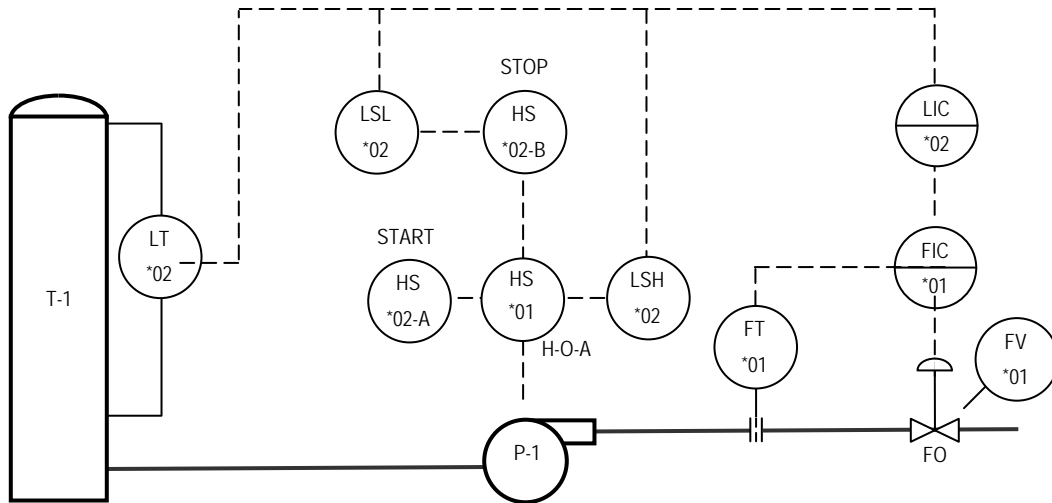 STOP
LSL
*02
HS
*02-B
LIC
*02
LT
*02
START
HS
*02-A
HS
*01
H-O-A
LSH
*02
FIC
*01
T-1
FT
*01
FV
*01
P-1
FO